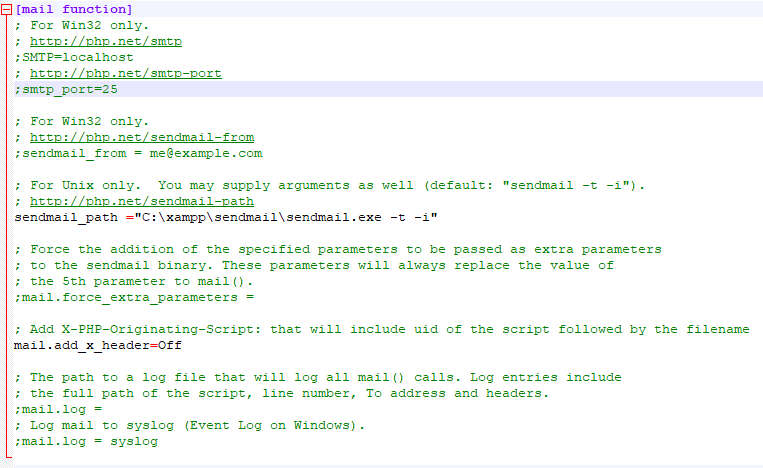 [mail function]
; For Win32 only.
; http://php.net/smtp
;SMTP=localhost
; http://php.net/smtp-port
;smtp_port=25
; For Win32 only.
; http://php.net/sendmail-from
;sendmail_from = me@example.com
; For Unix only.  You may supply arguments as well (default: "sendmail -t -i").
; http://php.net/sendmail-path
sendmail_path ="C:\xampp\sendmail\sendmail.exe -t -i"
; Force the addition of the specified parameters to be passed as extra parameters
; to the sendmail binary. These parameters will always replace the value of
; the 5th parameter to mail().
;mail.force_extra_parameters =
; Add X-PHP-Originating-Script: that will include uid of the script followed by the filename
mail.add_x_header=Off
; The path to a log file that will log all mail() calls. Log entries include
; the full path of the script, line number, To address and headers.
;mail.log =
; Log mail to syslog (Event Log on Windows).
;mail.log = syslog